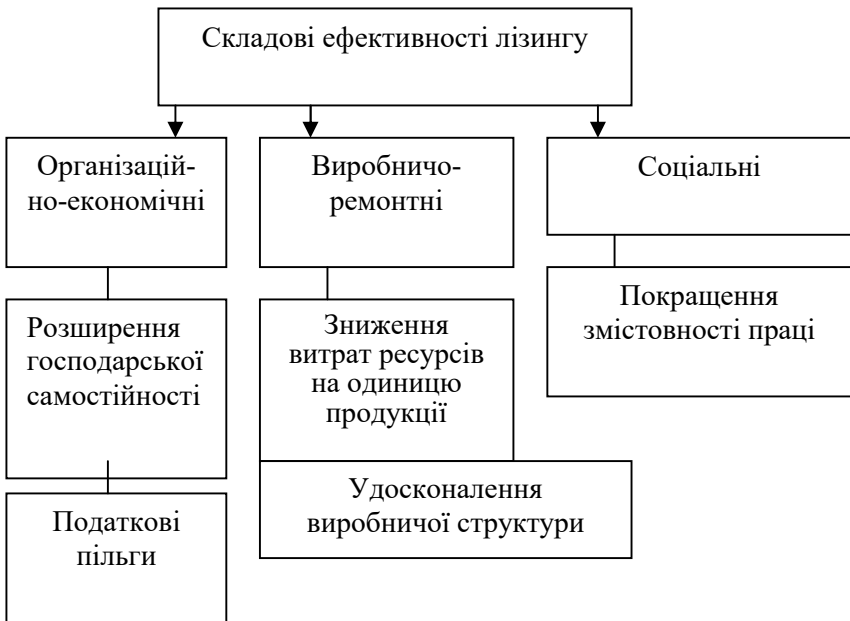 Складові ефективності лізингу
Організацій-
но-економічні
Виробничо-
ремонтні
Соціальні
Розширення
господарської
самостійності
Зниження
витрат ресурсів
на одиницю
продукції
Покращення
змістовності праці
Податкові
пільги
Удосконалення
виробничої структури